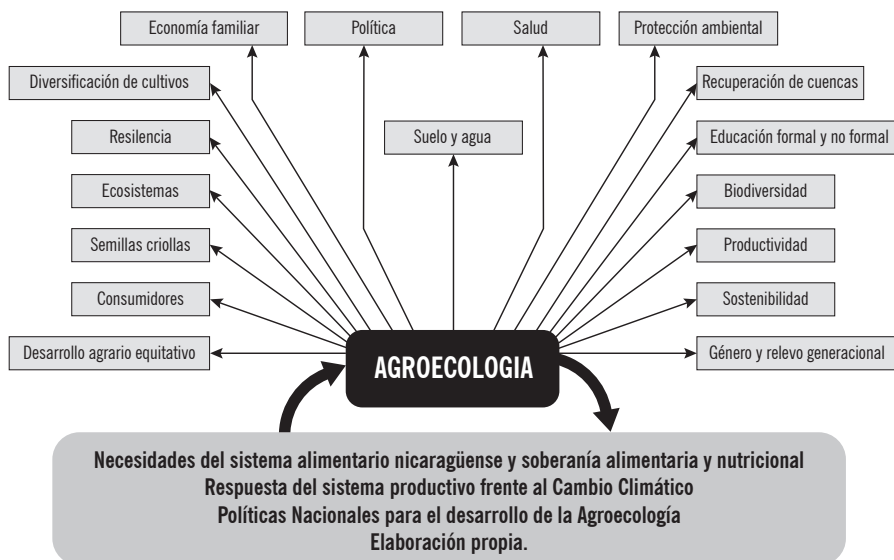 Economía familiar
Política
Salud
Protección ambiental
Diversificación de cultivos
Recuperación de cuencas
Resilencia
Suelo y agua
Educación formal y no formal
Ecosistemas
Biodiversidad
Semillas criollas
Productividad
Consumidores
Sostenibilidad
Desarrollo agrario equitativo
AGROECOLOGIA
Género y relevo generacional
Necesidades del sistema alimentario nicaragüense y soberanía alimentaria y nutricional
Respuesta del sistema productivo frente al Cambio Climático
Políticas Nacionales para el desarrollo de la Agroecología
Elaboración propia.